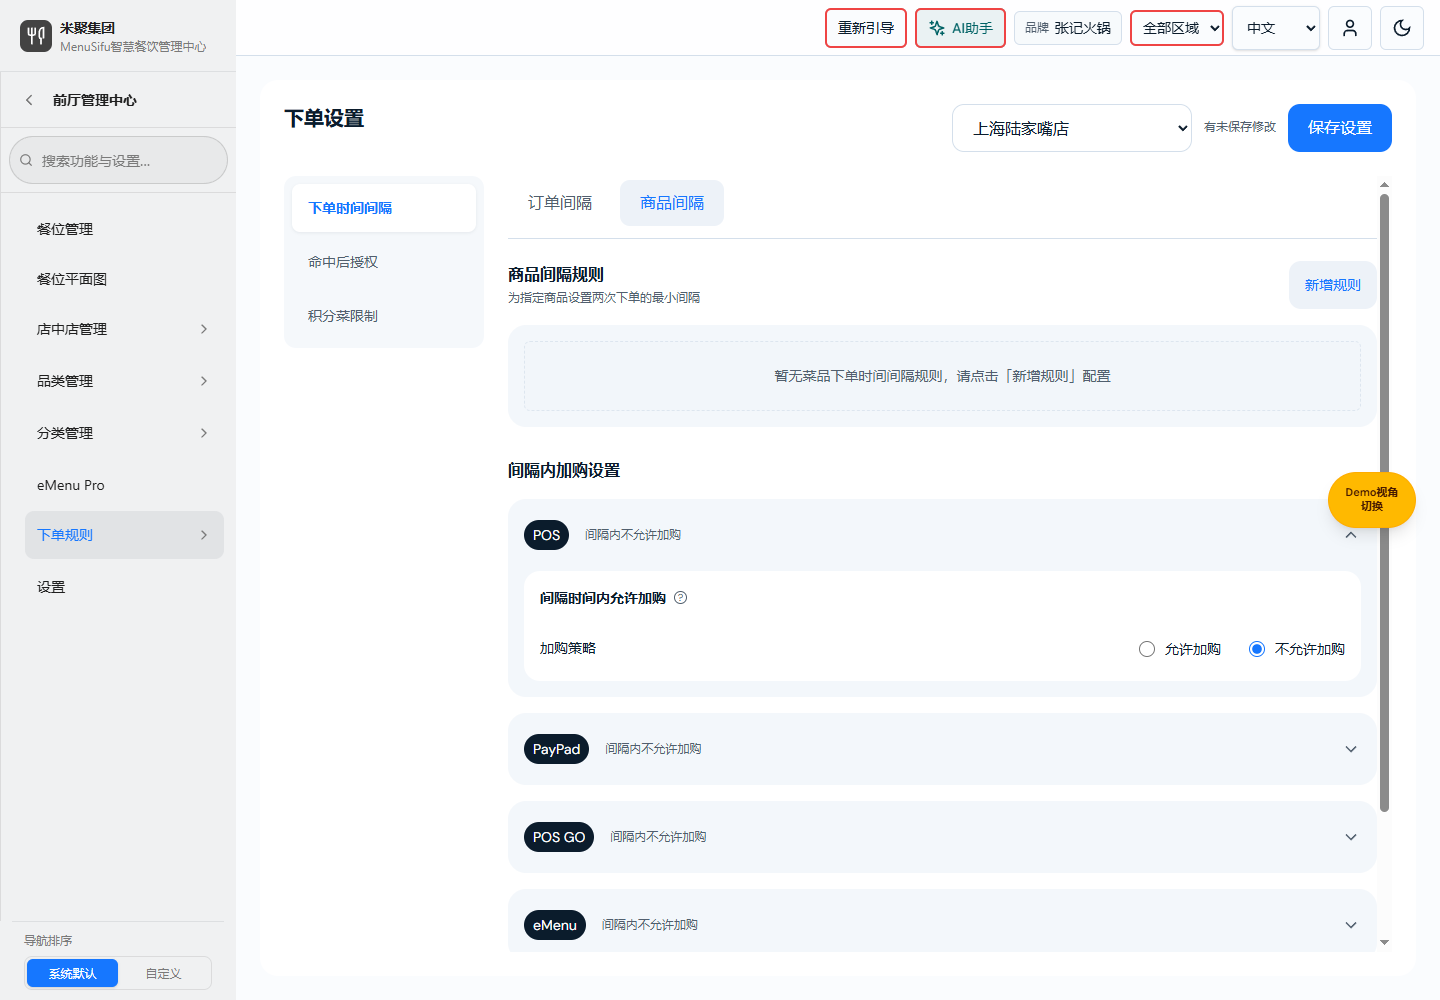 米聚集团
MenuSifu智慧餐饮管理中心
前厅管理中心
搜索功能与设置...
餐位管理
餐位平面图
店中店管理
品类管理
分类管理
eMenu Pro
下单规则
设置
导航排序
系统默认
自定义
重新引导
AI助手
品牌 张记火锅
全部区域
中文
下单设置
上海陆家嘴店
有未保存修改
保存设置
下单时间间隔
命中后授权
积分菜限制
订单间隔
商品间隔
商品间隔规则
为指定商品设置两次下单的最小间隔
新增规则
暂无菜品下单时间间隔规则，请点击「新增规则」配置
间隔内加购设置
Demo视角
切换
POS 间隔内不允许加购
间隔时间内允许加购 ?
加购策略
允许加购
不允许加购
PayPad 间隔内不允许加购
POS GO 间隔内不允许加购
eMenu 间隔内不允许加购